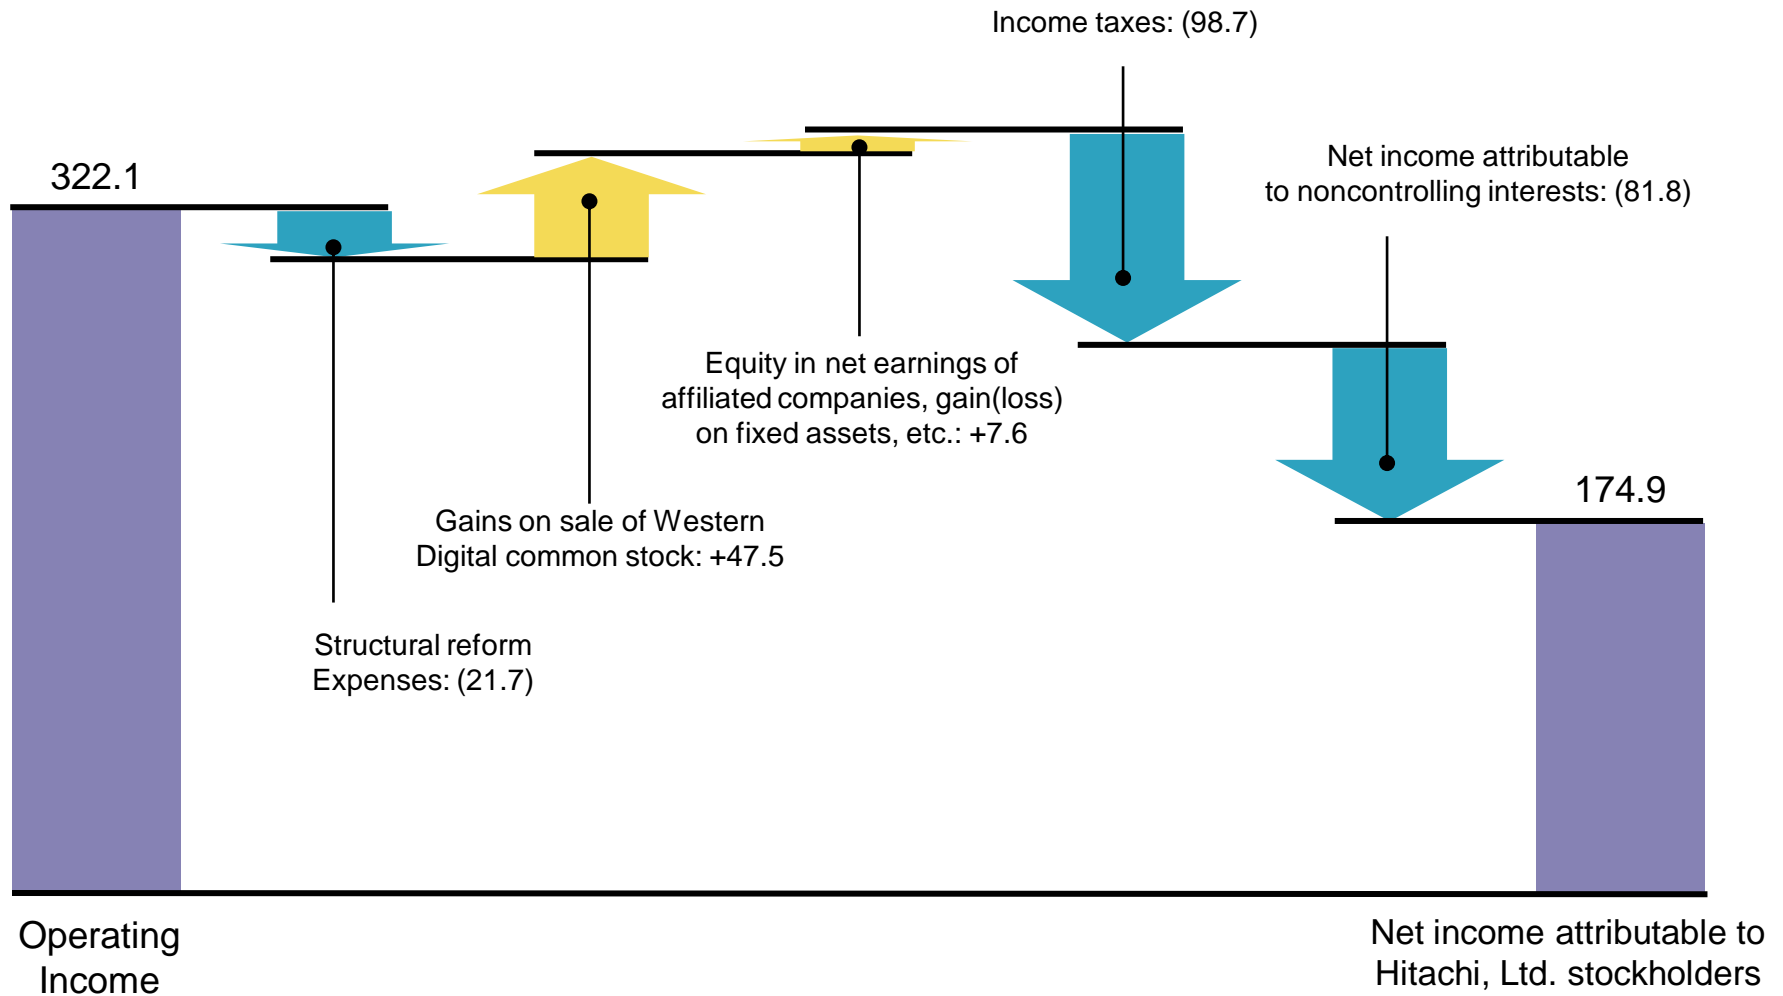 Income taxes: (98.7)
Net income attributable
to noncontrolling interests: (81.8)
322.1
Equity in net earnings of
affiliated companies, gain(loss)
on fixed assets, etc.: +7.6
174.9
Gains on sale of Western
Digital common stock: +47.5
Structural reform
Expenses: (21.7)
Operating
Income
Net income attributable to
Hitachi, Ltd. stockholders